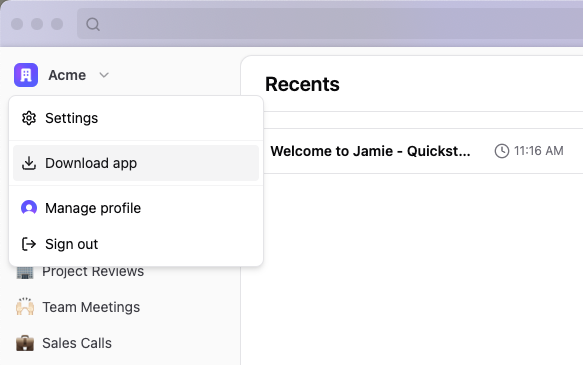 Acme
Recents
Settings
Welcome to Jamie - Quickst...
11:16 AM
Download app
Manage profile
Sign out
Project Reviews
Team Meetings
Sales Calls